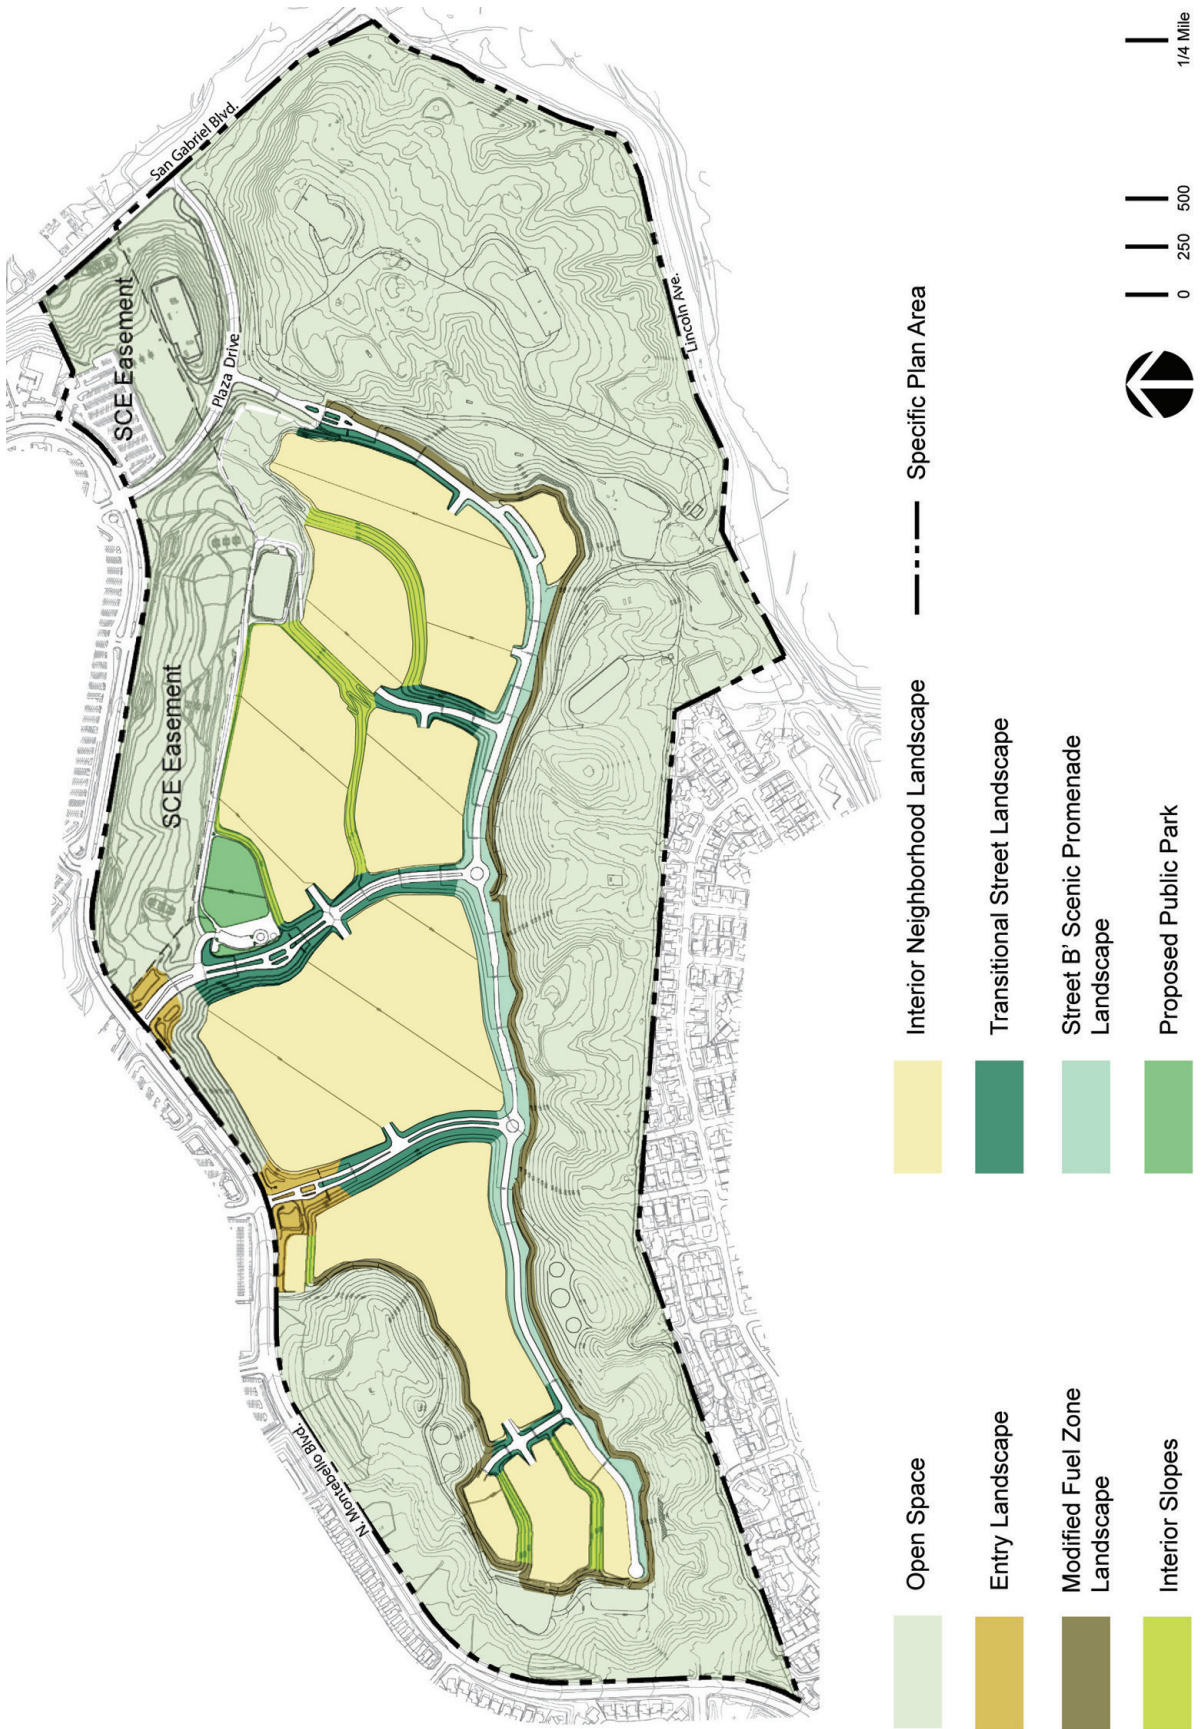 San Gabriel Blvd.
SCE Easement
Plaza Drive
SCE Easement
Lincoln Ave.
N. Montebello Blvd.
Open Space
Entry Landscape
Modified Fuel Zone
Landscape
Interior Slopes
Interior Neighborhood Landscape
Transitional Street Landscape
Street B' Scenic Promenade
Landscape
Proposed Public Park
Specific Plan Area
0
250
500
1/4 Mile